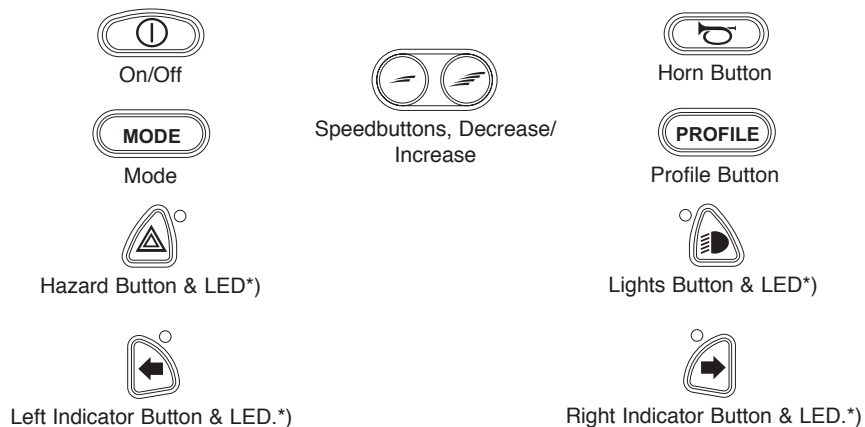 On/Off
Horn Button
Speedbuttons, Decrease/
Increase
MODE
Mode
PROFILE
Profile Button
Hazard Button & LED*)
Lights Button & LED*)
Left Indicator Button & LED.*)
Right Indicator Button & LED.*)